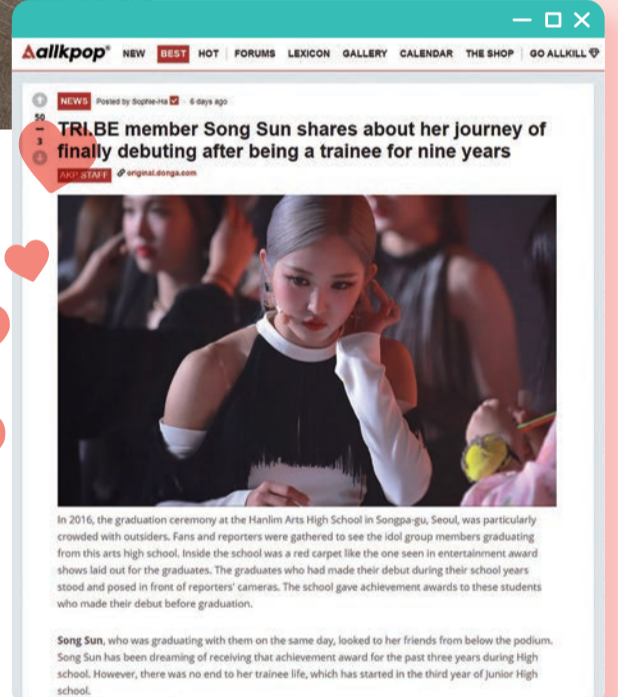 allkpop NEW BEST HOT FORUMS LEXICON GALLERY CALENDAR THE SHOP GO ALLKILL
NEWS Posted by Sophie-Ha 6 days ago
50
3
TRI.BE member Song Sun shares about her journey of
finally debuting after being a trainee for nine years
AKP STAFF original.donga.com
In 2016, the graduation ceremony at the Hanlim Arts High School in Songpa-gu, Seoul, was particularly
crowded with outsiders. Fans and reporters were gathered to see the idol group members graduating
from this arts high school. Inside the school was a red carpet like the one seen in entertainment award
shows laid out for the graduates. The graduates who had made their debut during their school years
stood and posed in front of reporters' cameras. The school gave achievement awards to these students
who made their debut before graduation.
Song Sun, who was graduating with them on the same day, looked to her friends from below the podium.
Song Sun has been dreaming of receiving that achievement award for the past three years during High
school. However, there was no end to her trainee life, which has started in the third year of Junior High
school.